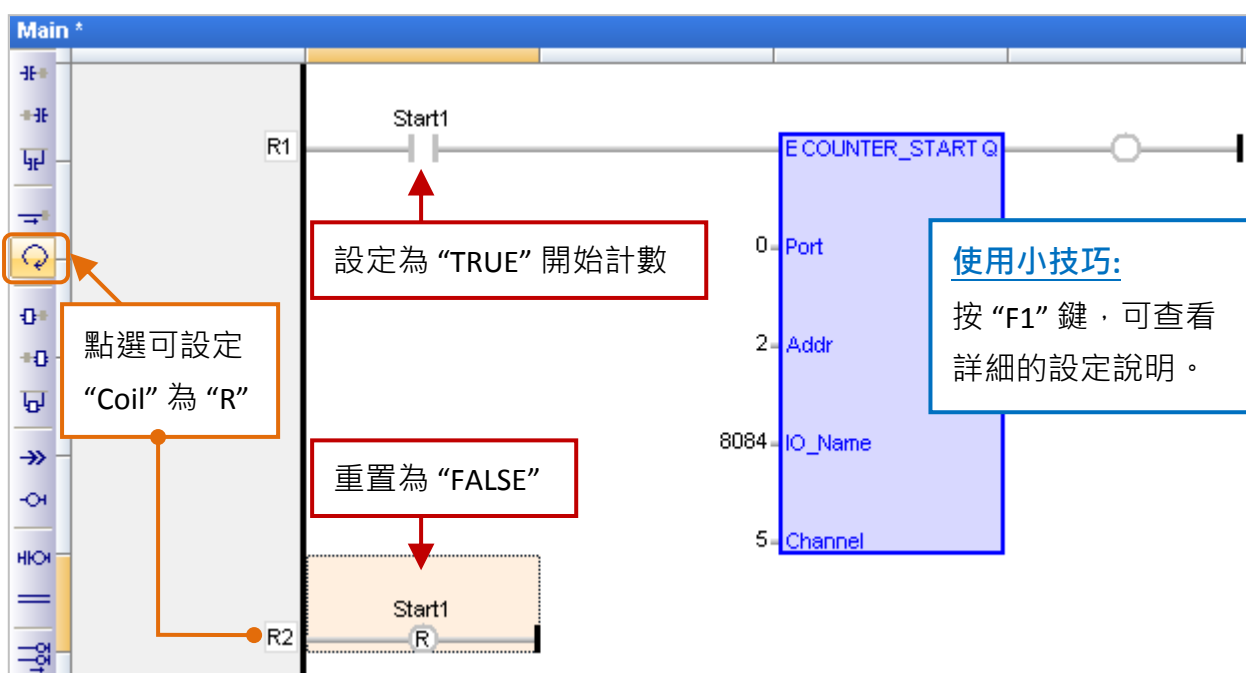 Main *
Start1
R1
E COUNTER_START Q
設定為 “TRUE” 開始計數
0
Port
使用小技巧:
按 “F1” 鍵，可查看
詳細的設定說明。
點選可設定
“Coil” 為 “R”
2
Addr
8084
IO_Name
重置為 “FALSE”
5
Channel
Start1
R2
R